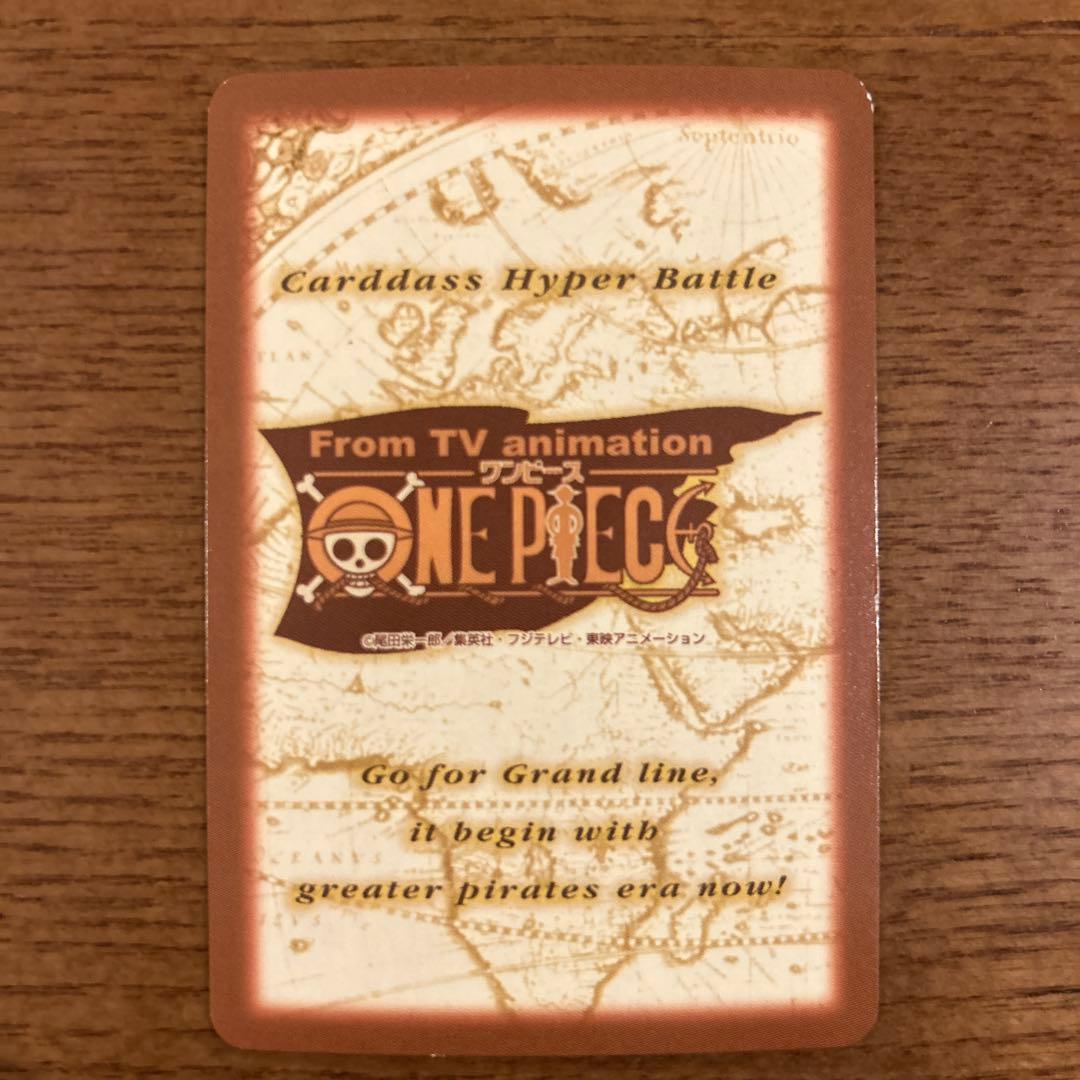 Septentrio
Carddass Hyper Battle
From TV animation
ワンピース
ONE PIECE
©尾田栄一郎/集英社・フジテレビ・東映アニメーション
Go for Grand line,
it begin with
greater pirates era now!